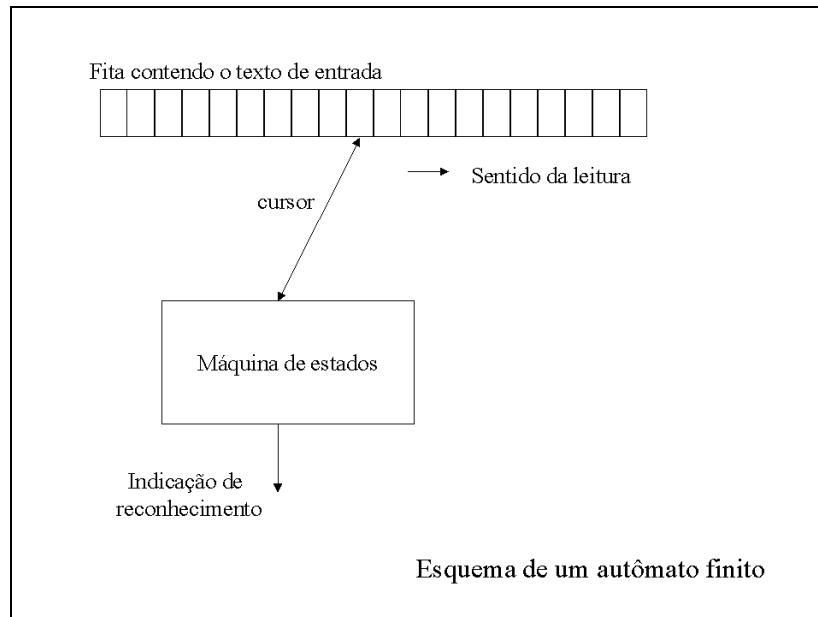 Fita contendo o texto de entrada
Sentido da leitura
cursor
Máquina de estados
Indicação de
reconhecimento
Esquema de um autômato finito